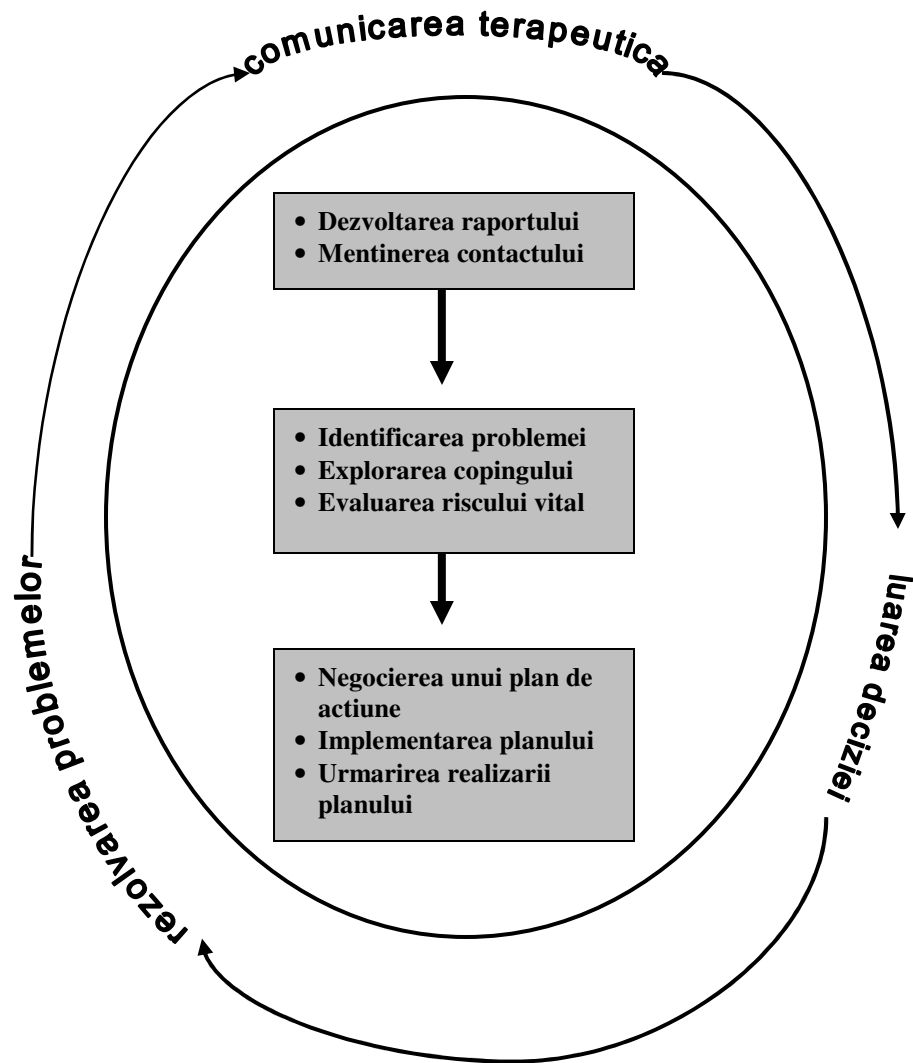 comunicarea terapeutica
• Dezvoltarea raportului
• Mentinerea contactului
• Identificarea problemei
• Explorarea copingului
• Evaluarea riscului vital
• Negocierea unui plan de
actiune
• Implementarea planului
• Urmarirea realizarii
planului
luarea deciziei
rezolvarea problemelor